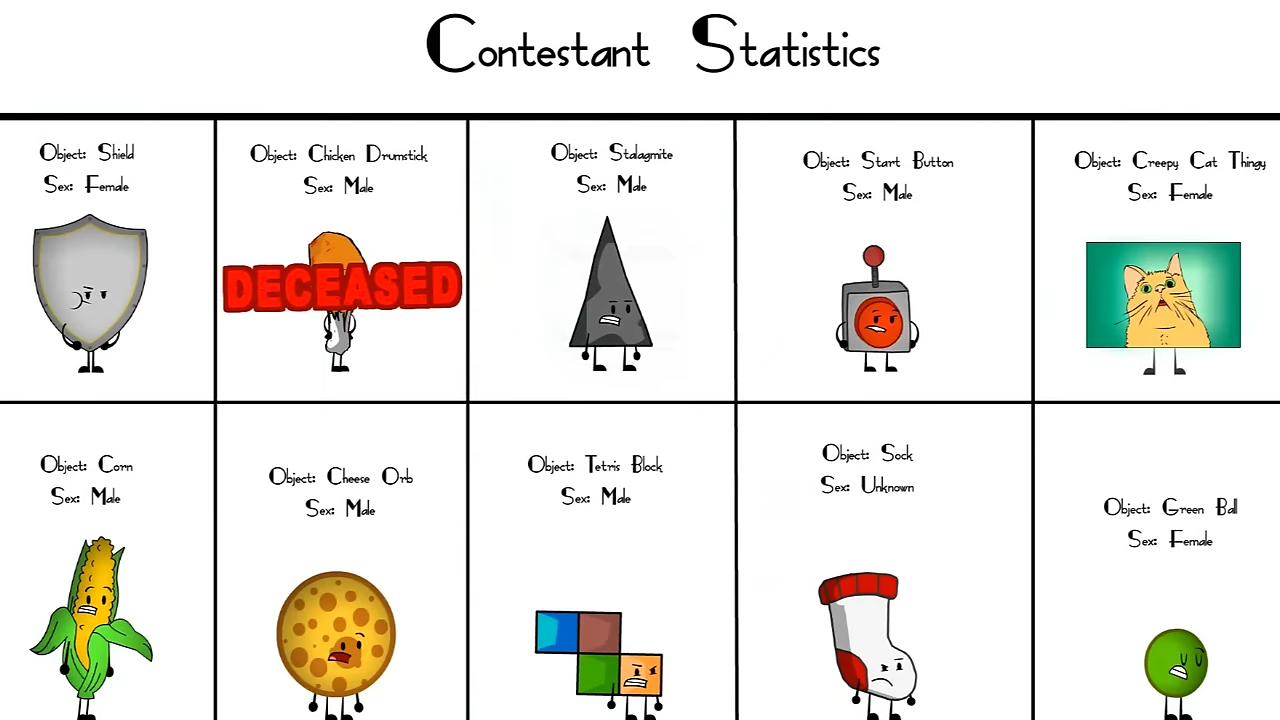 Contestant Statistics
Object: Shield
Sex: Female
Object: Chicken Drumstick
Sex: Male
DECEASED
Object: Stalagmite
Sex: Male
Object: Start Button
Sex: Male
Object: Creepy Cat Thingy
Sex: Female
Object: Corn
Sex: Male
Object: Cheese Orb
Sex: Male
Object: Tetris Block
Sex: Male
Object: Sock
Sex: Unknown
Object: Green Ball
Sex: Female